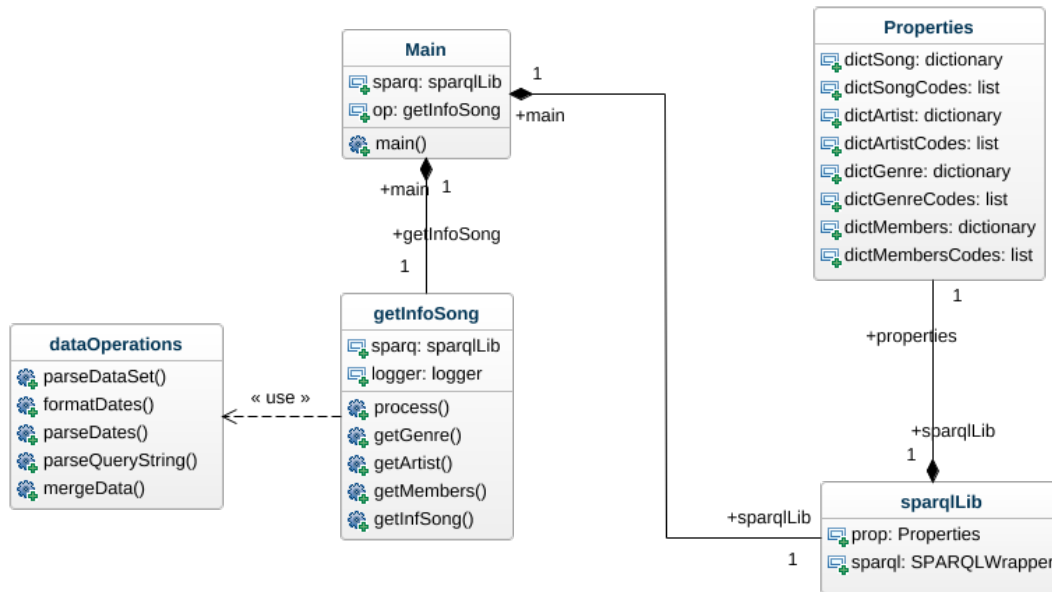 Main
sparq: sparqlLib
op: getInfoSong
main()
1
+main
+main
1
+getInfoSong
1
Properties
dictSong: dictionary
dictSongCodes: list
dictArtist: dictionary
dictArtistCodes: list
dictGenre: dictionary
dictGenreCodes: list
dictMembers: dictionary
dictMembersCodes: list
1
+properties
+sparqlLib
1
dataOperations
parseDataSet()
formatDates()
parseDates()
parseQueryString()
mergeData()
« use »
getInfoSong
sparq: sparqlLib
logger: logger
process()
getGenre()
getArtist()
getMembers()
getInfSong()
+sparqlLib
1
sparqlLib
prop: Properties
sparql: SPARQLWrapper